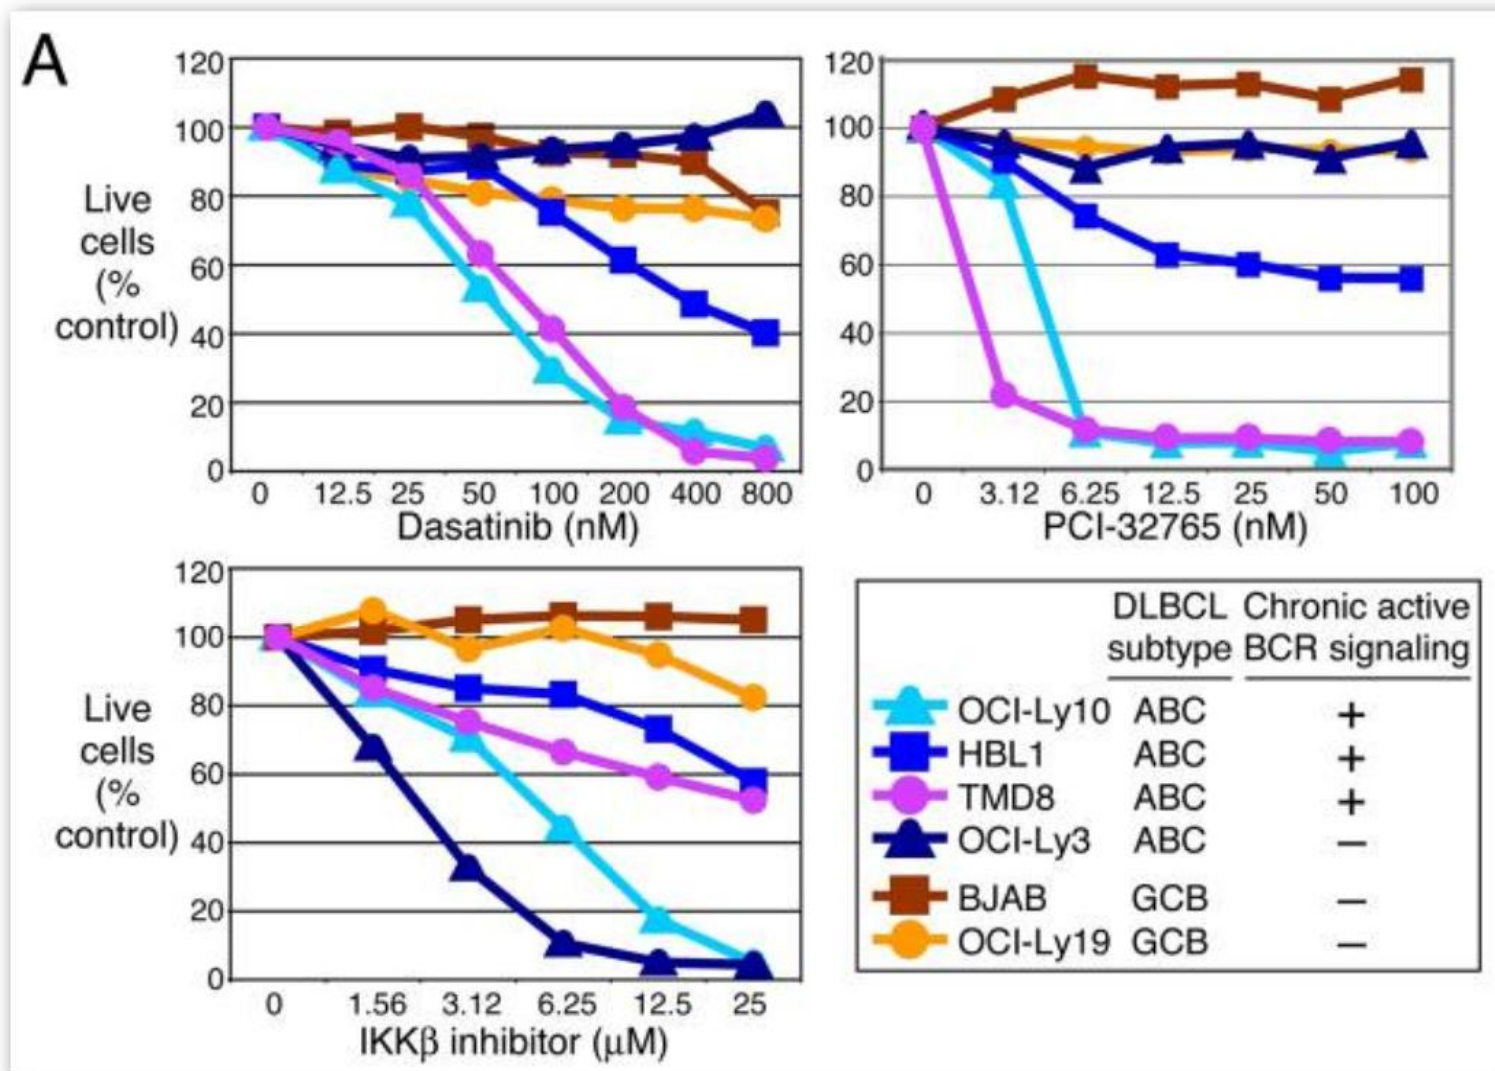 A
120
100
80
60
40
20
0
Live
cells
(%
control)
0 12.5 25 50 100 200 400 800
Dasatinib (nM)
120
100
80
60
40
20
0
0 3.12 6.25 12.5 25 50 100
PCI-32765 (nM)
120
100
80
60
40
20
0
Live
cells
(%
control)
0 1.56 3.12 6.25 12.5 25
IKKβ inhibitor (μM)
DLBCL Chronic active
subtype BCR signaling
OCI-Ly10 ABC +
HBL1 ABC +
TMD8 ABC +
OCI-Ly3 ABC –
BJAB GCB –
OCI-Ly19 GCB –